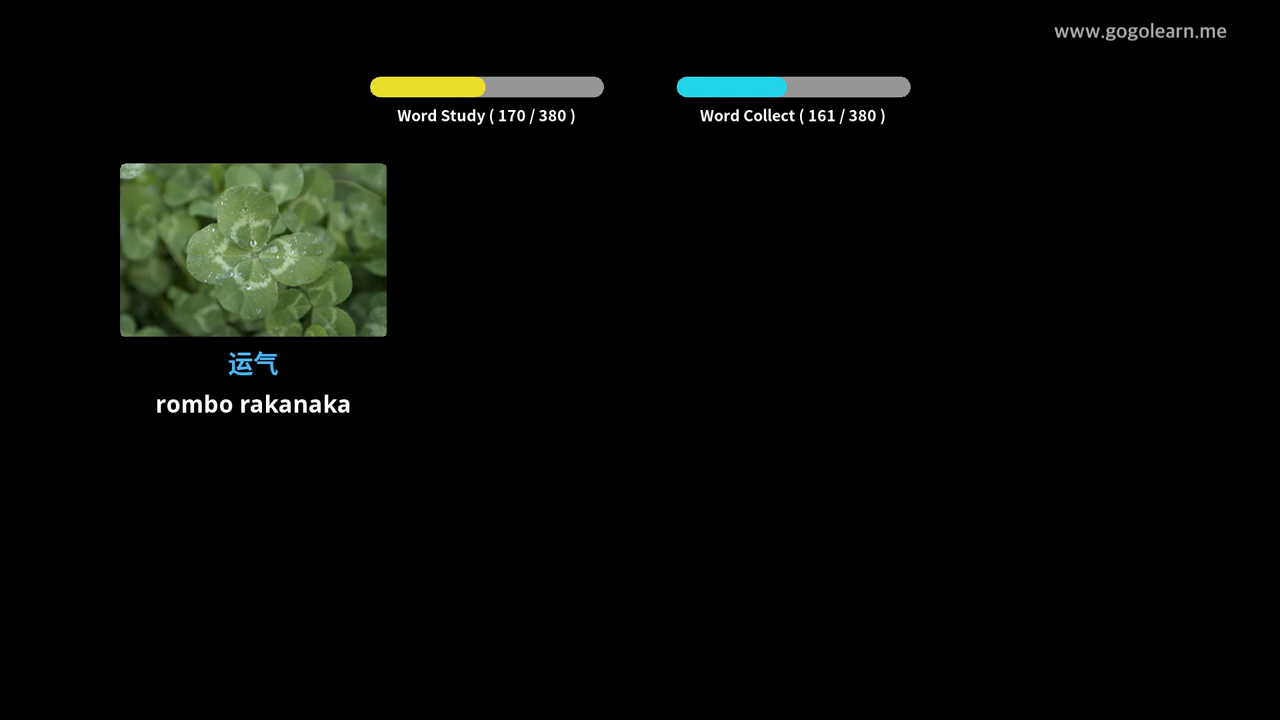 www.gogolearn.me
Word Study ( 170 / 380 )
Word Collect ( 161 / 380 )
运气
rombo rakanaka